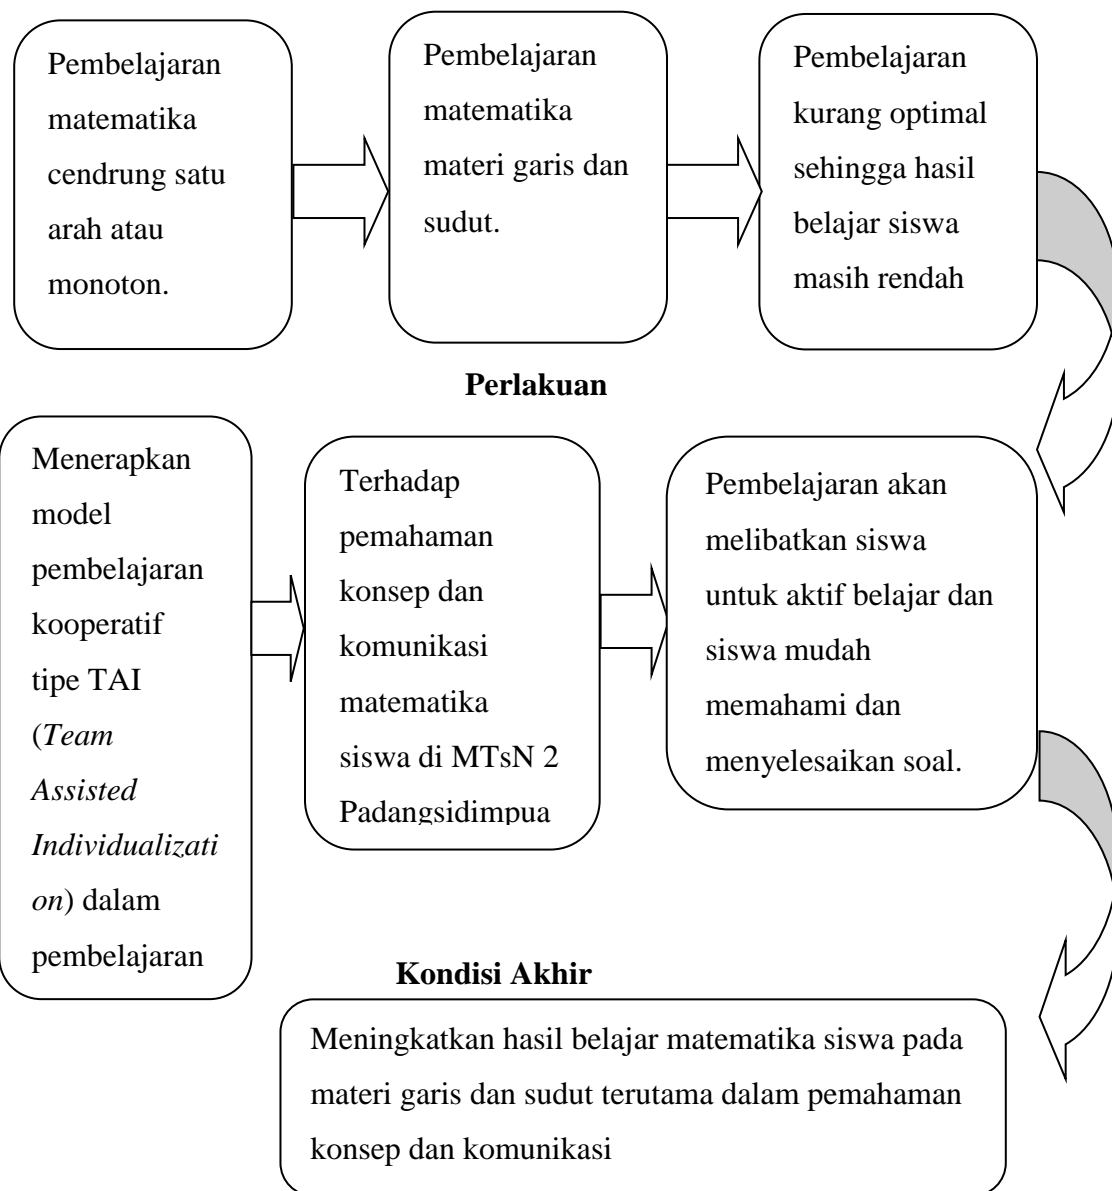 Pembelajaran
matematika
cendrung satu
arah atau
monoton.
Pembelajaran
matematika
materi garis dan
sudut.
Pembelajaran
kurang optimal
sehingga hasil
belajar siswa
masih rendah
Perlakuan
Menerapkan
model
pembelajaran
kooperatif
tipe TAI
(Team
Assisted
Individualizati
on) dalam
pembelajaran
Terhadap
pemahaman
konsep dan
komunikasi
matematika
siswa di MTsN 2
Padangsidimpua
Pembelajaran akan
melibatkan siswa
untuk aktif belajar dan
siswa mudah
memahami dan
menyelesaikan soal.
Kondisi Akhir
Meningkatkan hasil belajar matematika siswa pada
materi garis dan sudut terutama dalam pemahaman
konsep dan komunikasi